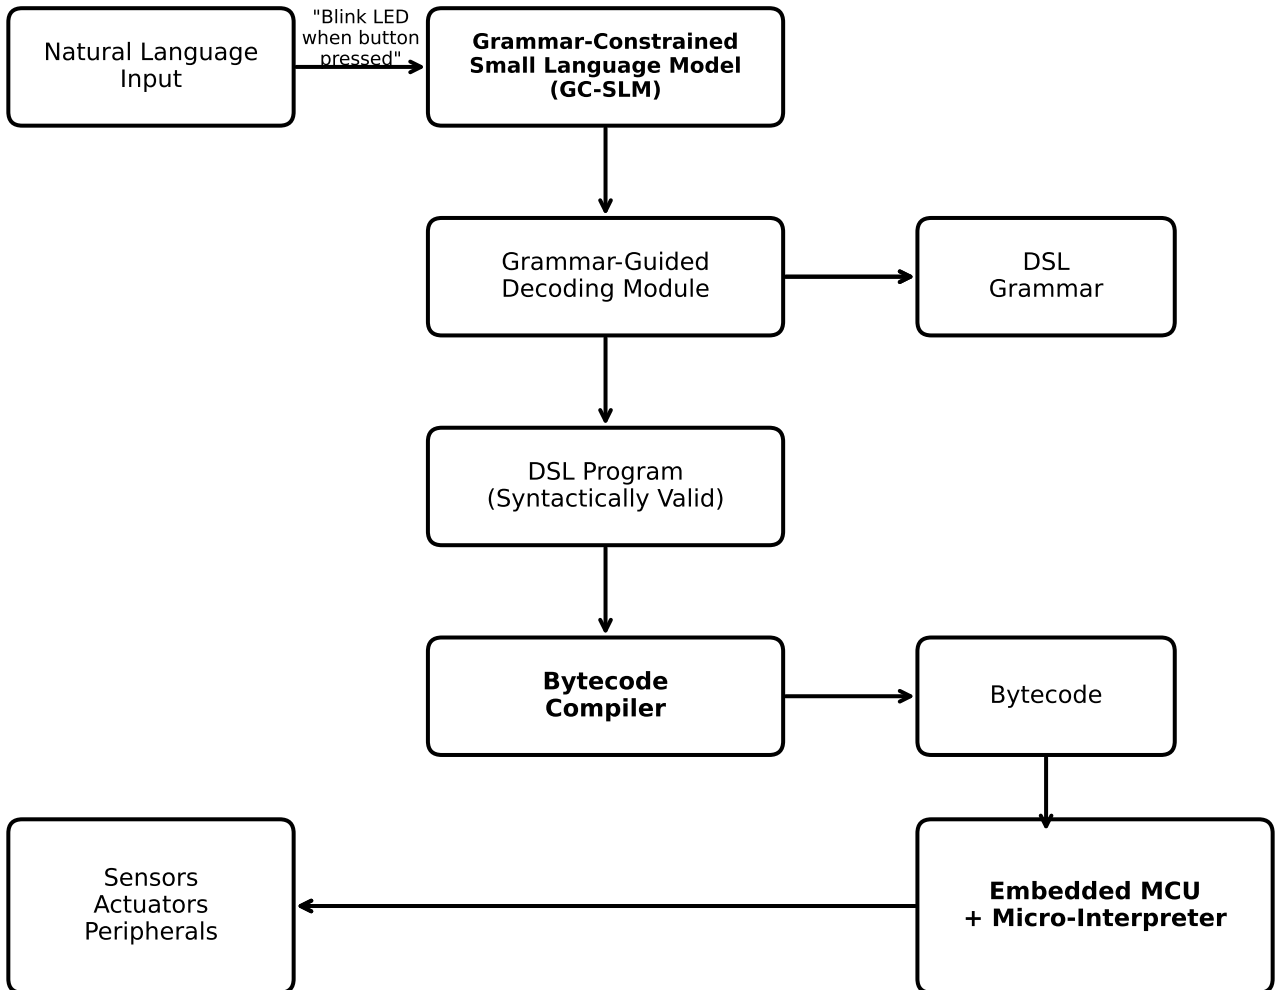 Natural Language
Input
"Blink LED
when button
pressed"
Grammar-Constrained
Small Language Model
(GC-SLM)
Grammar-Guided
Decoding Module
DSL
Grammar
DSL Program
(Syntactically Valid)
Bytecode
Compiler
Bytecode
Sensors
Actuators
Peripherals
Embedded MCU
+ Micro-Interpreter